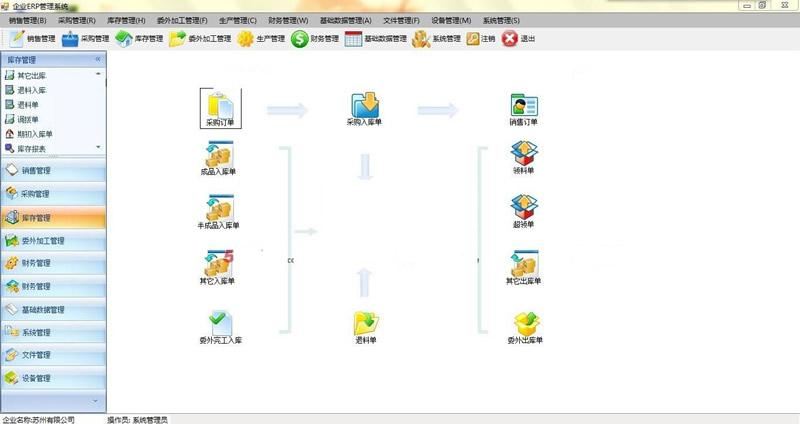 企业ERP管理系统
销售管理(B) 采购管理(R) 库存管理(H) 委外加工管理(F) 生产管理(C) 财务管理(W) 基础数据管理(A) 文件管理(F) 设备管理(M) 系统管理(S)
销售管理 采购管理 库存管理 委外加工管理 生产管理 财务管理 基础数据管理 系统管理 注销 退出
库存管理
其它出库
退料入库
退料单
调拨单
期初入库单
库存报表
销售管理
采购管理
库存管理
委外加工管理
财务管理
财务管理
基础数据管理
系统管理
文件管理
设备管理
采购订单 采购入库单 销售订单
成品入库单 领料单
半成品入库单 超领单
其它入库单 其它出库单
委外完工入库 退料单 委外出库单
企业名称:苏州有限公司 操作员: 系统管理员